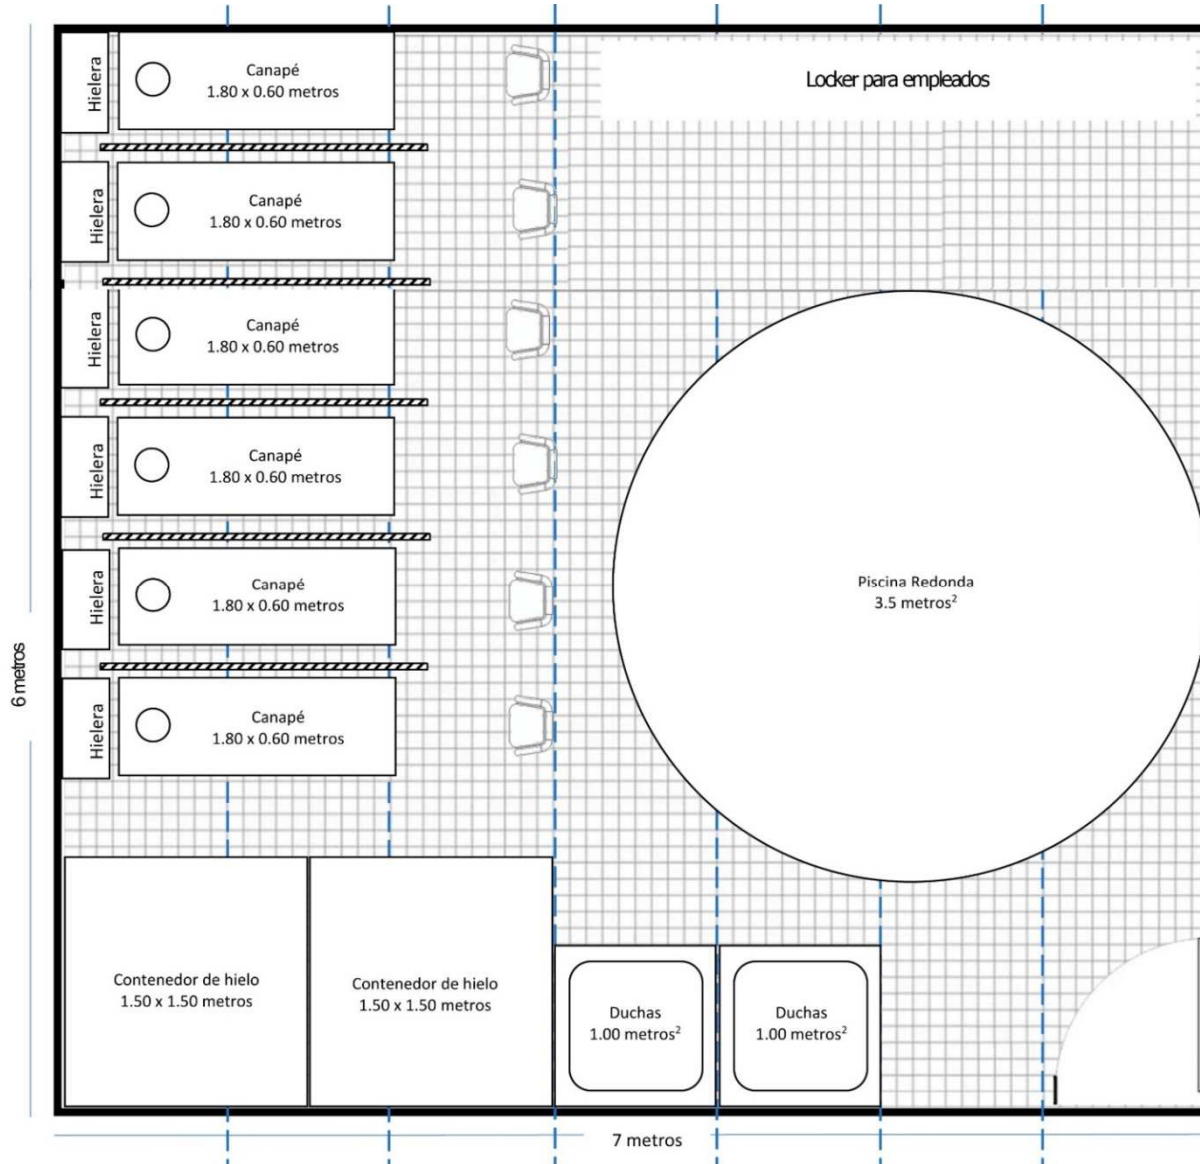 Hielera
Canapé
1.80 x 0.60 metros
Locker para empleados
Hielera
Canapé
1.80 x 0.60 metros
Hielera
Canapé
1.80 x 0.60 metros
Hielera
Canapé
1.80 x 0.60 metros
Hielera
Canapé
1.80 x 0.60 metros
Piscina Redonda
3.5 metros²
6 metros
Hielera
Canapé
1.80 x 0.60 metros
Contenedor de hielo
1.50 x 1.50 metros
Contenedor de hielo
1.50 x 1.50 metros
Duchas
1.00 metros²
Duchas
1.00 metros²
7 metros